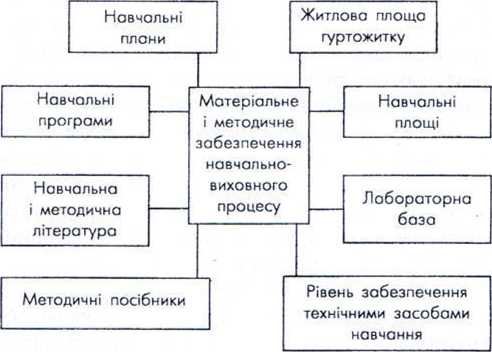 Навчальні
плани
Житлова площа
гуртожитку
Навчальні
програми
Матеріальне
і методичне
забезпечення
навчально-
виховного
процесу
Навчальні
площі
Навчальна
і методична
література
Лабораторна
база
Методичні посібники
Рівень забезпечення
технічними засобами
навчання